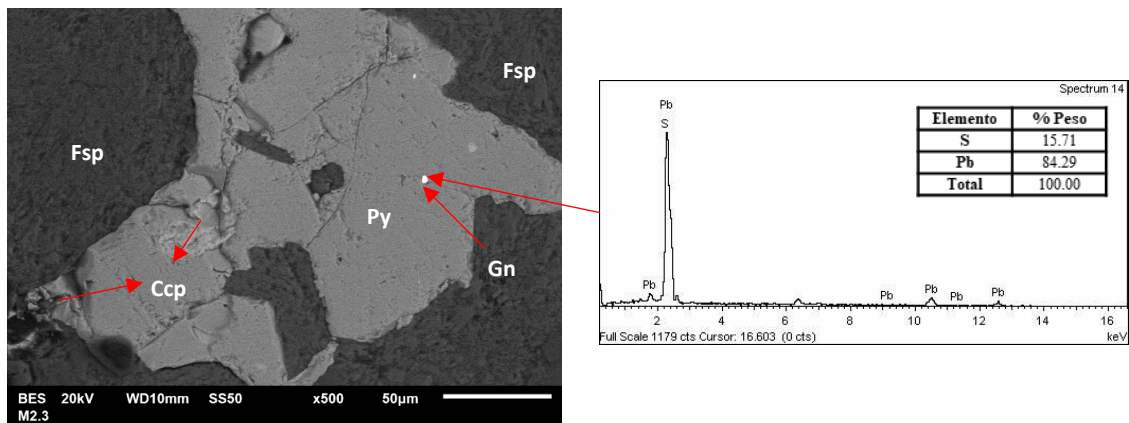 Fsp
Fsp
Py
Gn
Ccp
BES 20kV WD10mm SS50 x500 50µm
M2.3
Spectrum 14
Elemento % Peso
S 15.71
Pb 84.29
Total 100.00
Pb
S
Pb
Pb
Pb
Pb
Pb
2 4 6 8 10 12 14 16
Full Scale 1179 cts Cursor: 16.603 (0 cts) keV